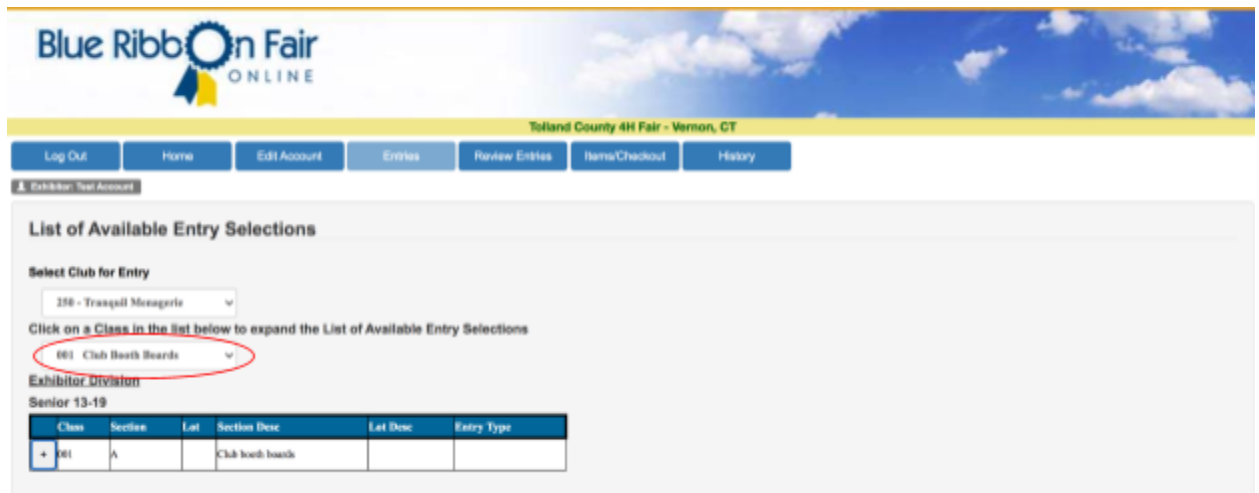 Blue Ribbon Fair
ONLINE
Tolland County 4H Fair - Vernon, CT
Log Out Home Edit Account Entries Review Entries Items/Checkout History
Exhibitor: Test Account
List of Available Entry Selections
Select Club for Entry
250 - Tranquil Menagerie
Click on a Class in the list below to expand the List of Available Entry Selections
001 Club Booth Boards
Exhibitor Division
Senior 13-19
Class Section Lot Section Desc Lot Desc Entry Type
+ 001 A Club booth boards